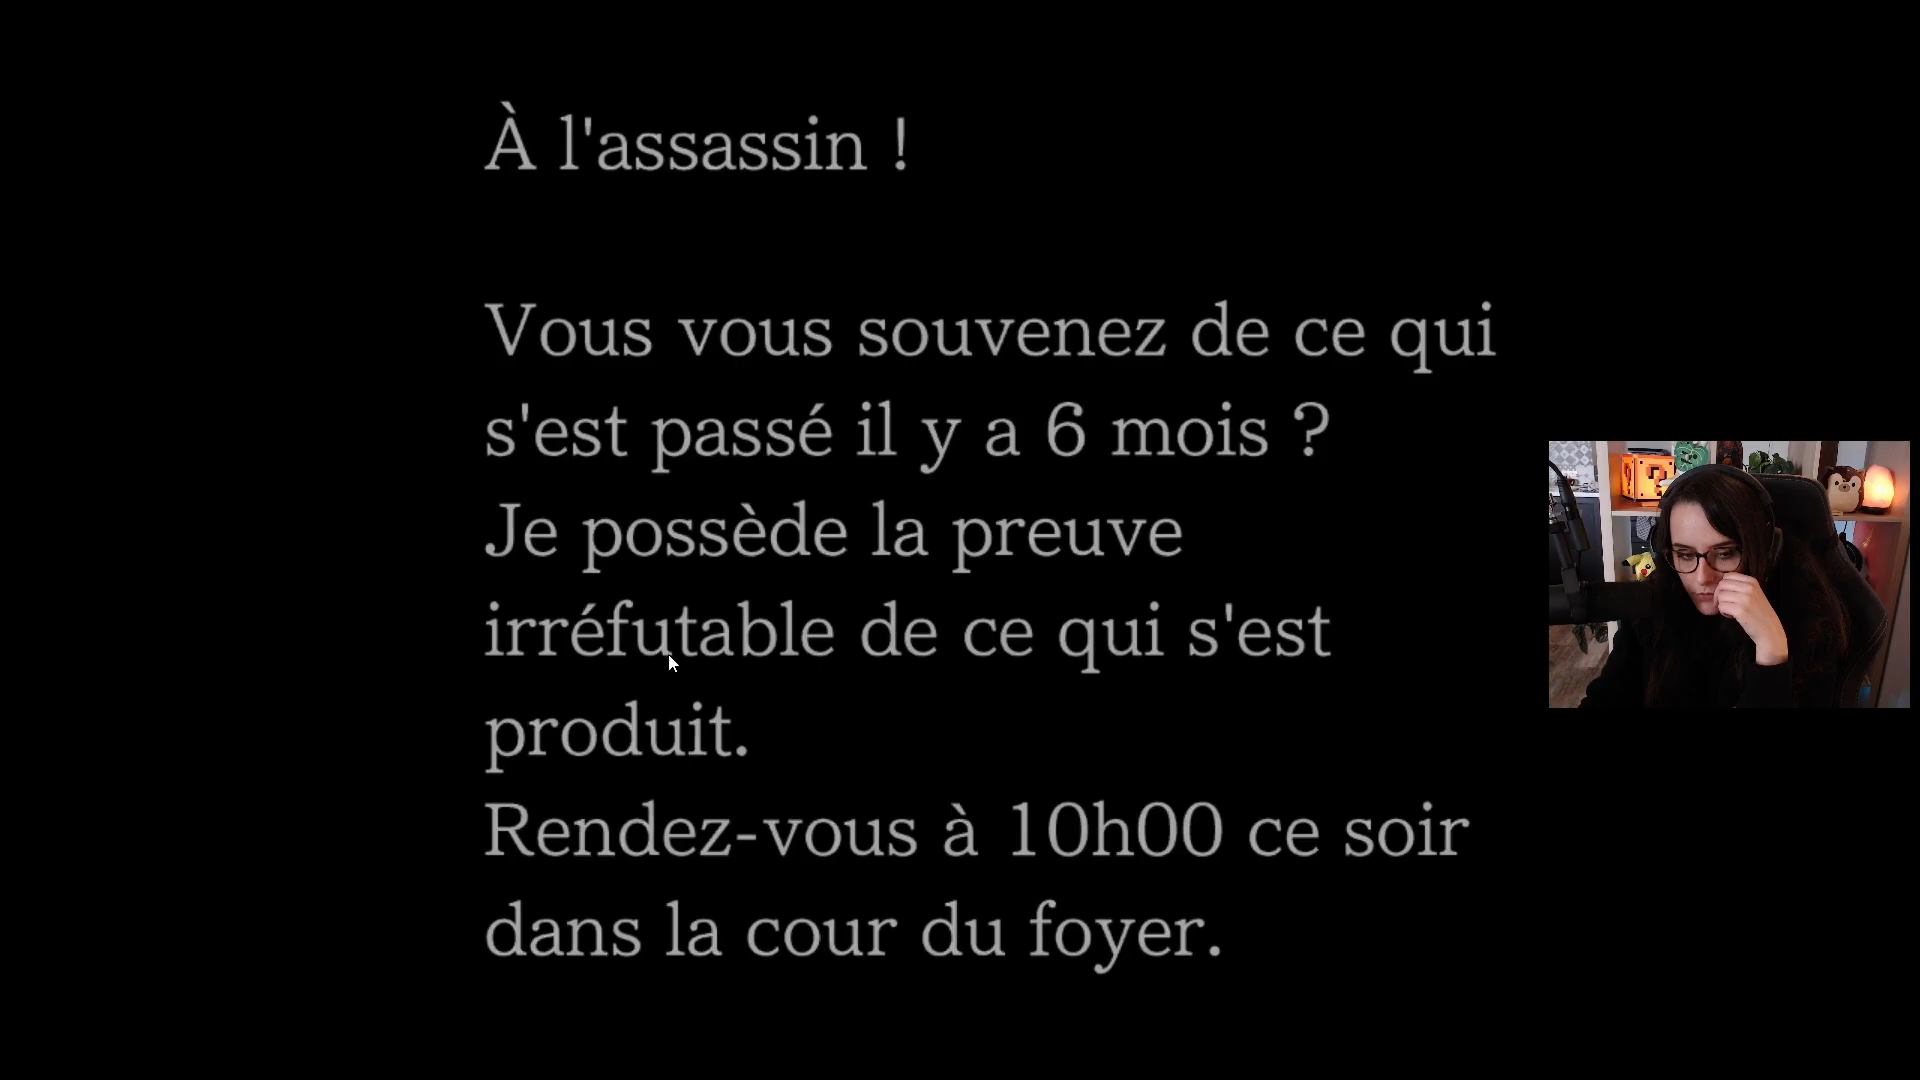 À l'assassin !
Vous vous souvenez de ce qui
s'est passé il y a 6 mois ?
Je possède la preuve
irréfutable de ce qui s'est
produit.
Rendez-vous à 10h00 ce soir
dans la cour du foyer.